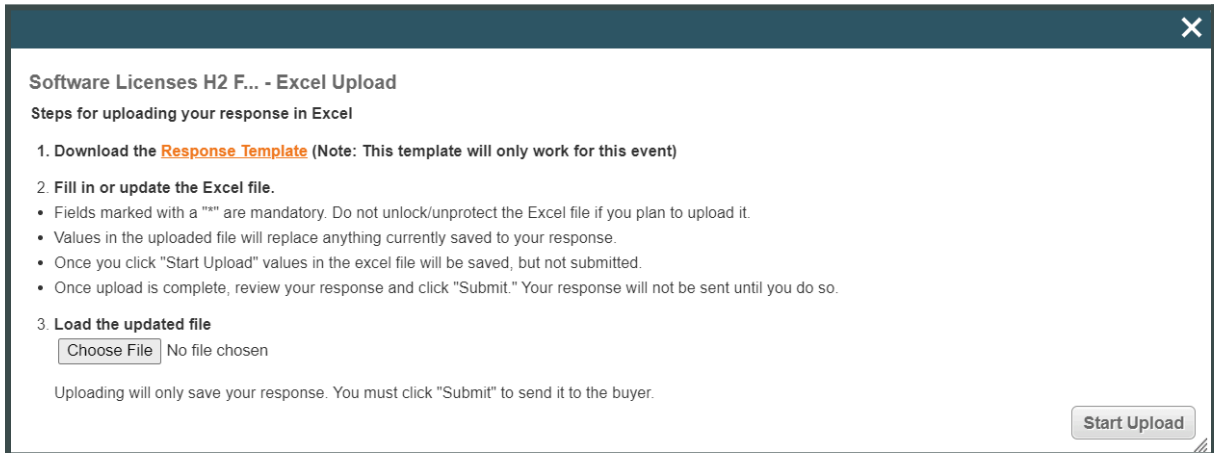 Software Licenses H2 F... - Excel Upload
Steps for uploading your response in Excel
1. Download the Response Template (Note: This template will only work for this event)
2. Fill in or update the Excel file.
• Fields marked with a "*" are mandatory. Do not unlock/unprotect the Excel file if you plan to upload it.
• Values in the uploaded file will replace anything currently saved to your response.
• Once you click "Start Upload" values in the excel file will be saved, but not submitted.
• Once upload is complete, review your response and click "Submit." Your response will not be sent until you do so.
3. Load the updated file
Choose File No file chosen
Uploading will only save your response. You must click "Submit" to send it to the buyer.
Start Upload